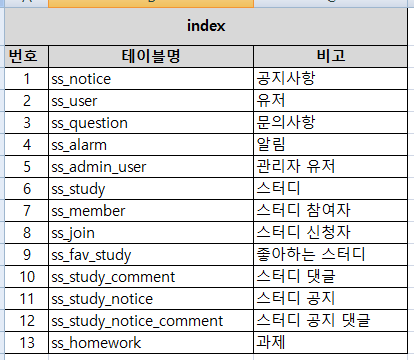 index
번호 테이블명 비고
1 ss_notice 공지사항
2 ss_user 유저
3 ss_question 문의사항
4 ss_alarm 알림
5 ss_admin_user 관리자 유저
6 ss_study 스터디
7 ss_member 스터디 참여자
8 ss_join 스터디 신청자
9 ss_fav_study 좋아하는 스터디
10 ss_study_comment 스터디 댓글
11 ss_study_notice 스터디 공지
12 ss_study_notice_comment 스터디 공지 댓글
13 ss_homework 과제